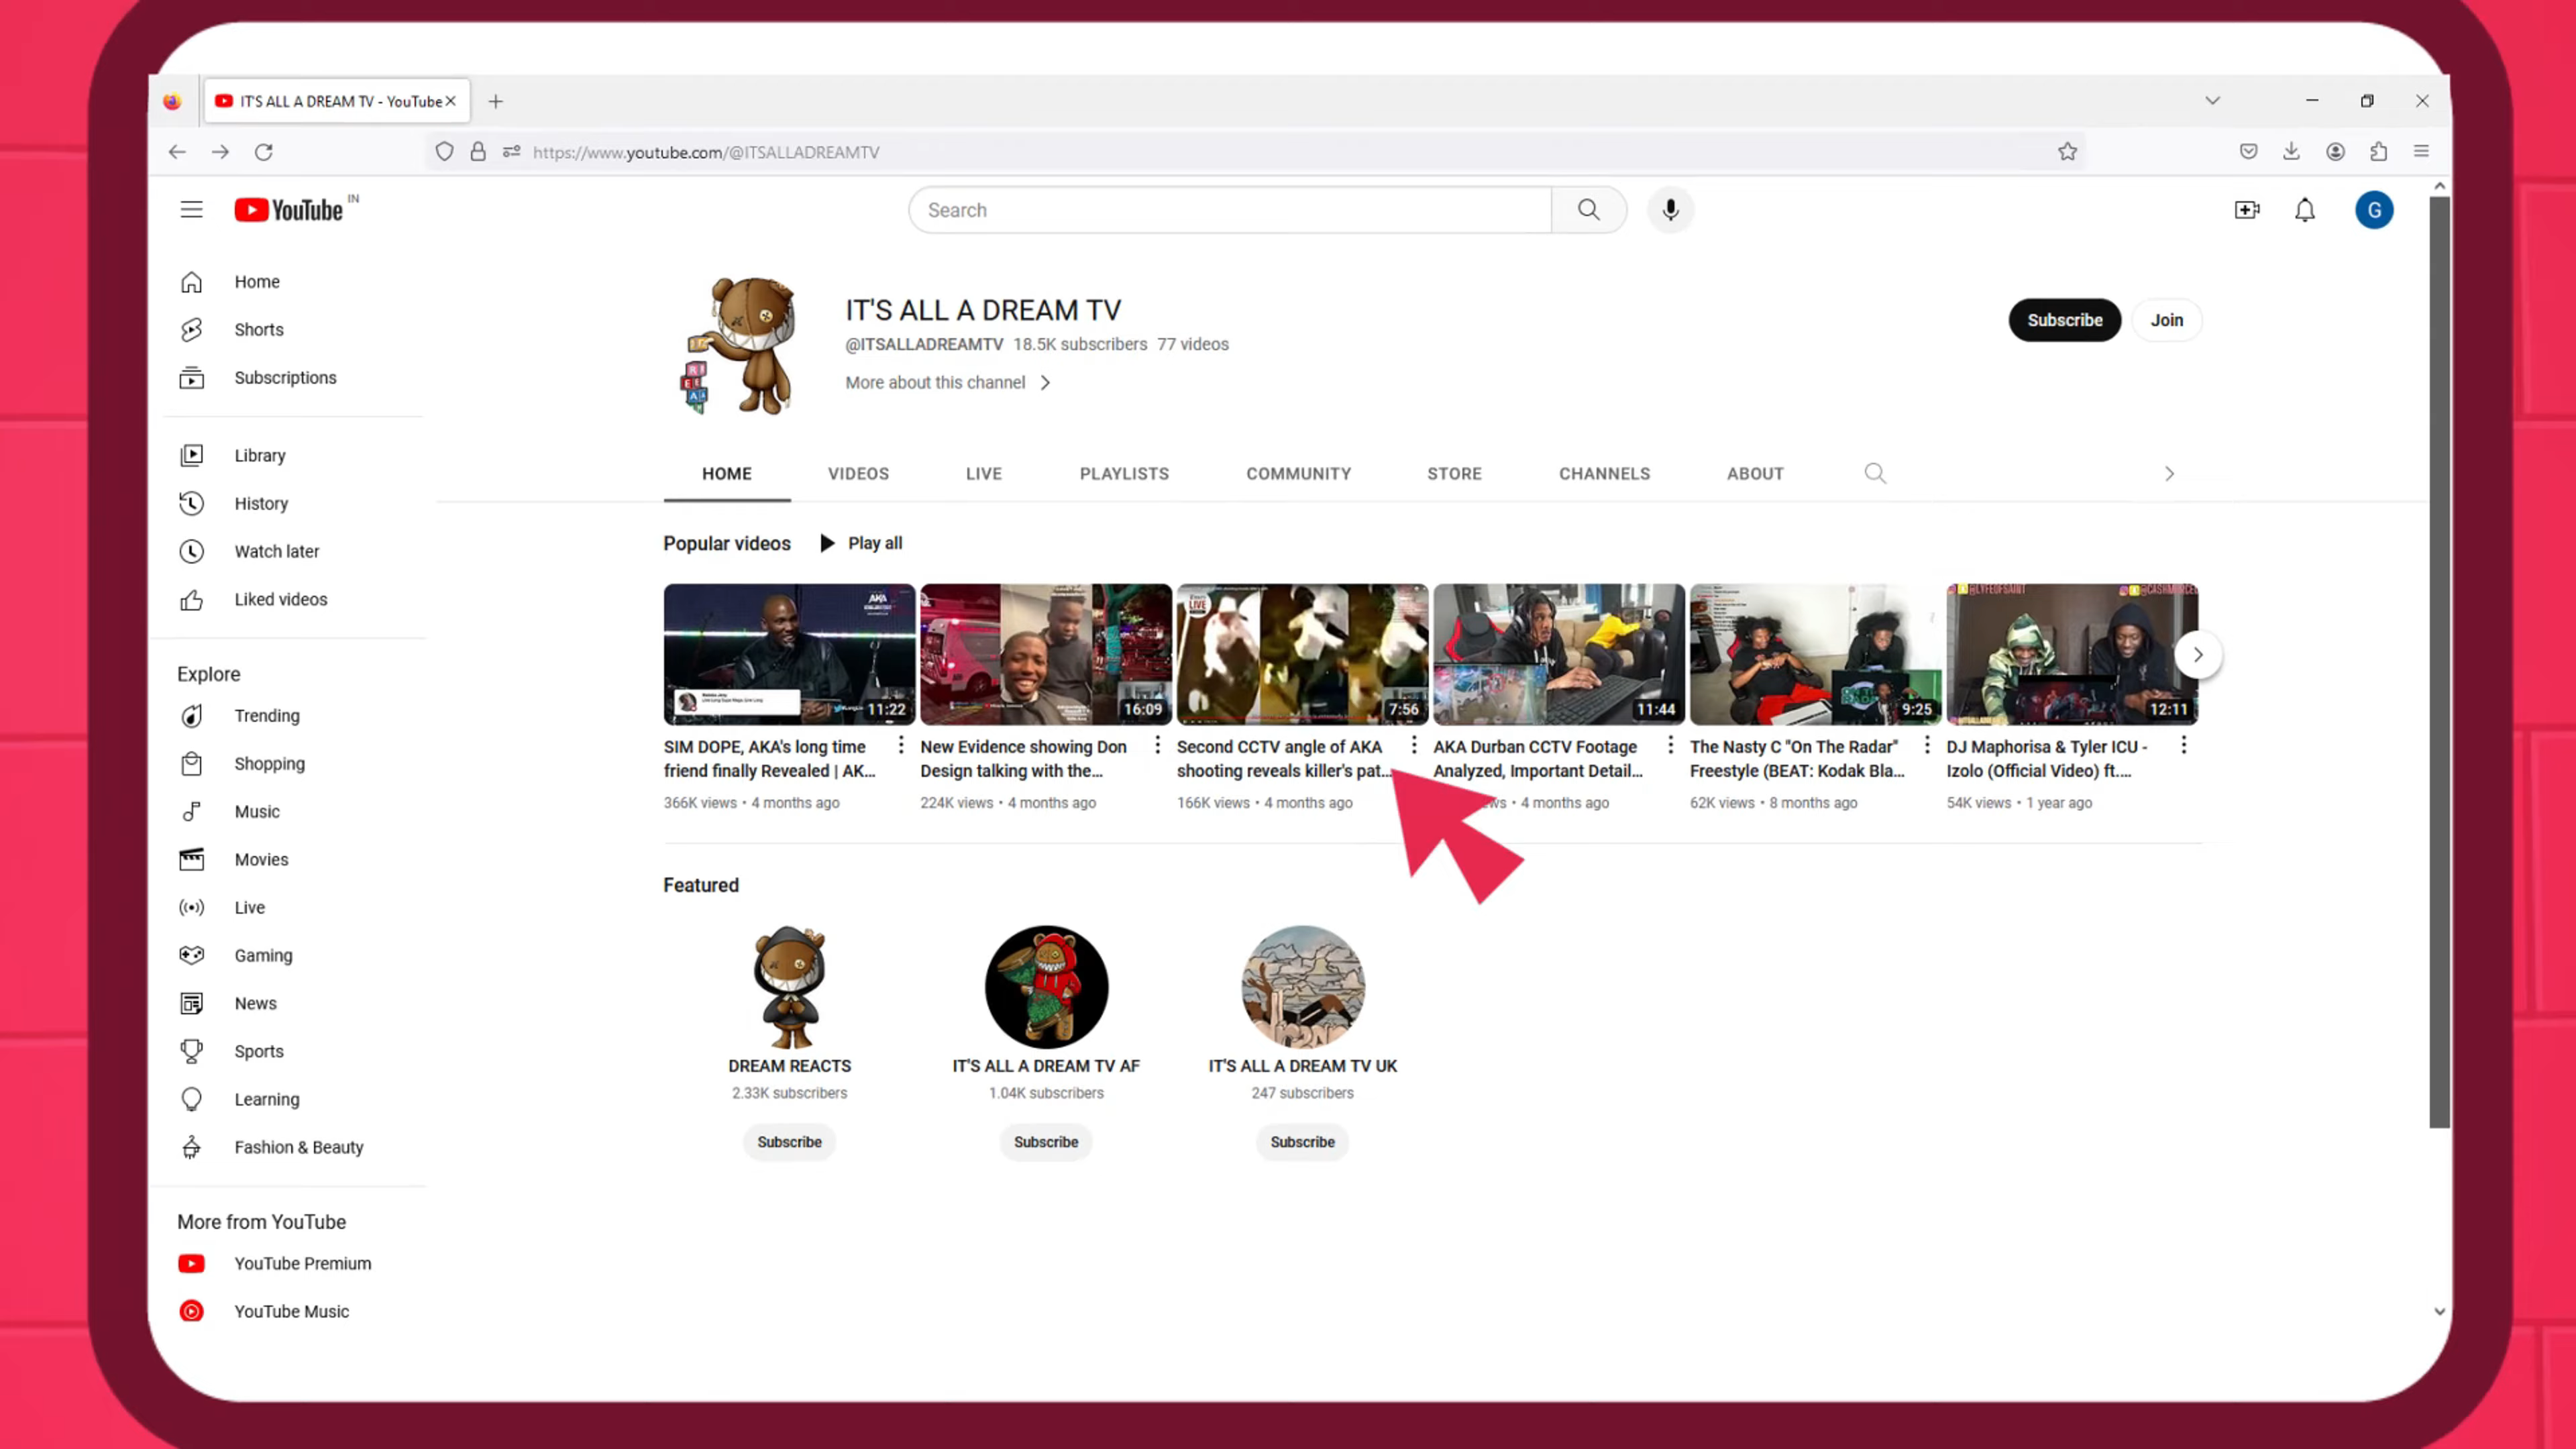 IT'S ALL A DREAM TV - YouTube
https://www.youtube.com/@ITSALLADREAMTV
YouTube IN
Search
G
Home
Shorts
Subscriptions
Library
History
Watch later
Liked videos
Explore
Trending
Shopping
Music
Movies
Live
Gaming
News
Sports
Learning
Fashion & Beauty
More from YouTube
YouTube Premium
YouTube Music
IT'S ALL A DREAM TV
@ITSALLADREAMTV 18.5K subscribers 77 videos
More about this channel
Subscribe
Join
HOME VIDEOS LIVE PLAYLISTS COMMUNITY STORE CHANNELS ABOUT
Popular videos Play all
AKA
11:22
SIM DOPE, AKA's long time
friend finally Revealed | AK...
366K views • 4 months ago
16:09
New Evidence showing Don
Design talking with the...
224K views • 4 months ago
LIVE
7:56
Second CCTV angle of AKA
shooting reveals killer's pat...
166K views • 4 months ago
11:44
AKA Durban CCTV Footage
Analyzed, Important Detail...
• 4 months ago
9:25
The Nasty C "On The Radar"
Freestyle (BEAT: Kodak Bla...
62K views • 8 months ago
12:11
DJ Maphorisa & Tyler ICU -
Izolo (Official Video) ft....
54K views • 1 year ago
Featured
DREAM REACTS
2.33K subscribers
Subscribe
IT'S ALL A DREAM TV AF
1.04K subscribers
Subscribe
IT'S ALL A DREAM TV UK
247 subscribers
Subscribe